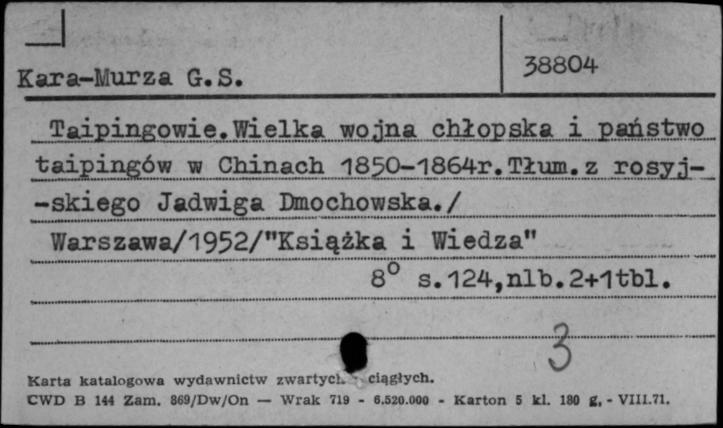 Kara-Murza G.S.
38804
Taipingowie.Wielka wojna chłopska i państwo
taipingów w Chinach 1850-1864r.Tłum.z rosyj-
-skiego Jadwiga Dmochowska./
Warszawa/1952/"Książka i Wiedza"
8° s.124,nlb.2+1tbl.
3
Karta katalogowa wydawnictw zwartych ciągłych.
CWD B 144 Zam. 869/Dw/On — Wrak 719 - 6.520.000 - Karton 5 kl. 180 g. - VIII.71.